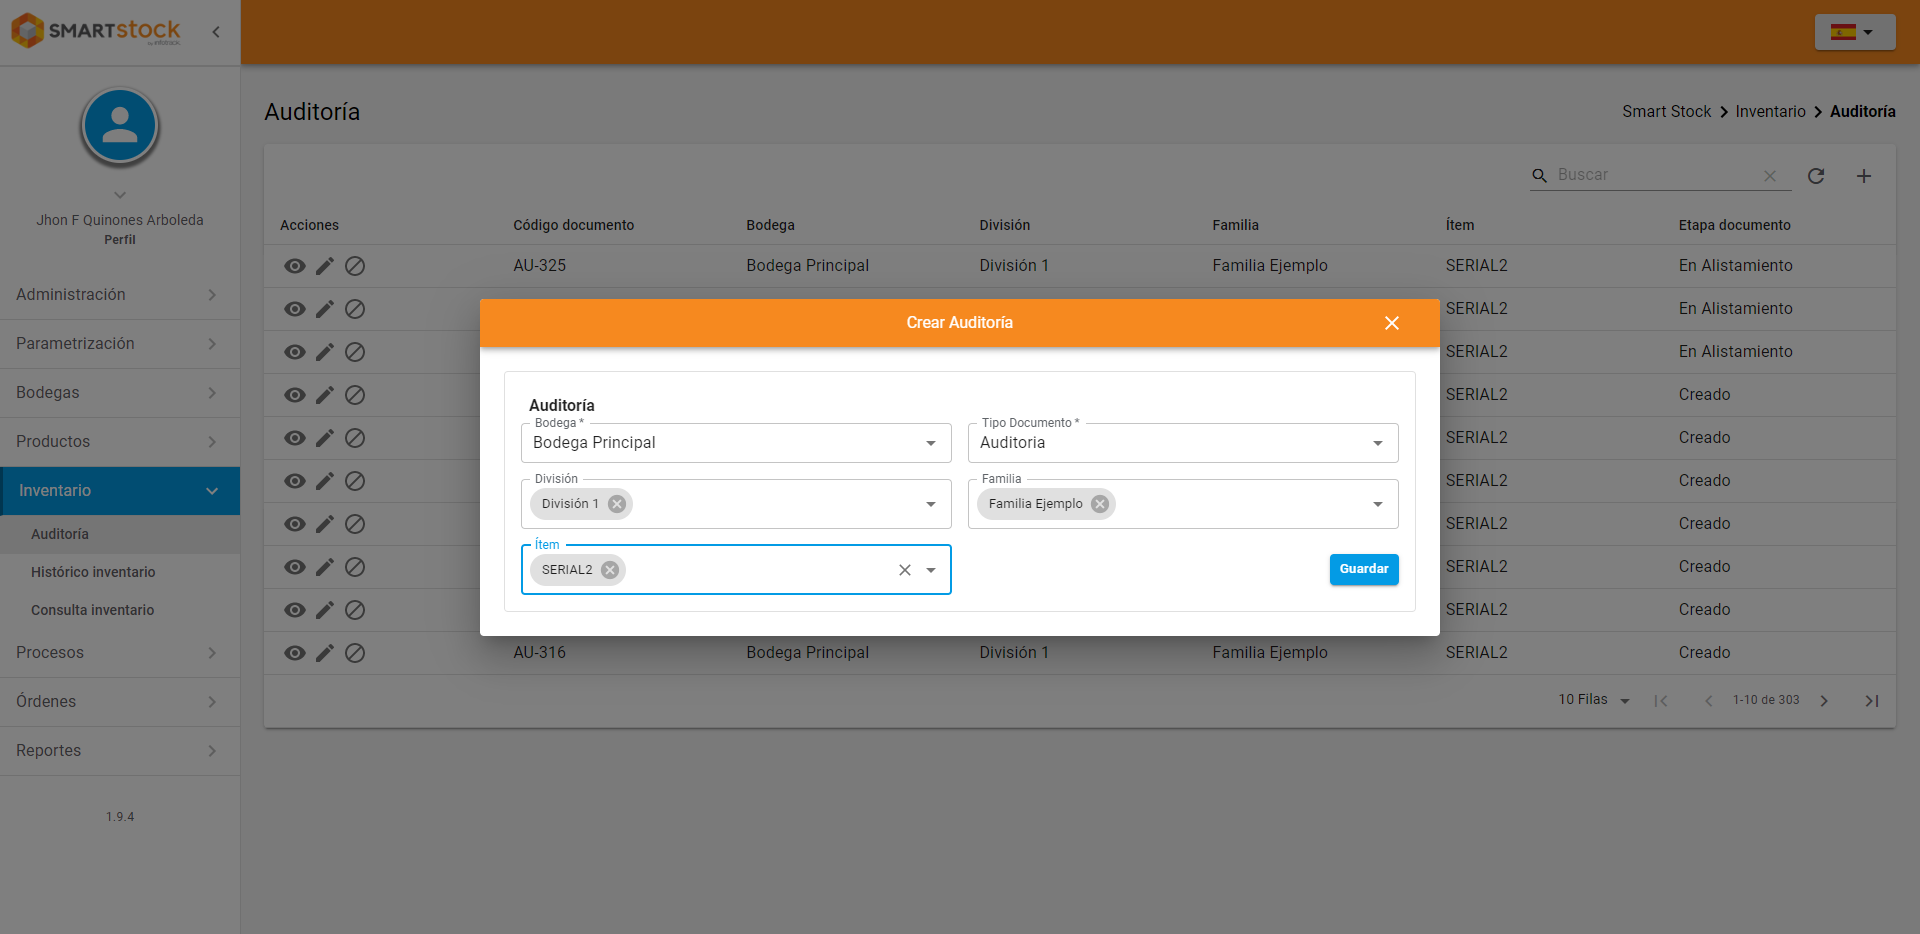 SMARTstock
by infotrack
Jhon F Quinones Arboleda
Perfil
Administración
Parametrización
Bodegas
Productos
Inventario
Auditoría
Histórico inventario
Consulta inventario
Procesos
Órdenes
Reportes
1.9.4
Auditoría
Smart Stock > Inventario > Auditoría
Buscar
Acciones Código documento Bodega División Familia Ítem Etapa documento
AU-325 Bodega Principal División 1 Familia Ejemplo SERIAL2 En Alistamiento
SERIAL2 En Alistamiento
SERIAL2 En Alistamiento
SERIAL2 Creado
SERIAL2 Creado
SERIAL2 Creado
SERIAL2 Creado
SERIAL2 Creado
SERIAL2 Creado
AU-316 Bodega Principal División 1 Familia Ejemplo SERIAL2 Creado
10 Filas 1-10 de 303
Crear Auditoría
Auditoría
Bodega *
Bodega Principal
Tipo Documento *
Auditoria
División
División 1
Familia
Familia Ejemplo
Ítem
SERIAL2
Guardar